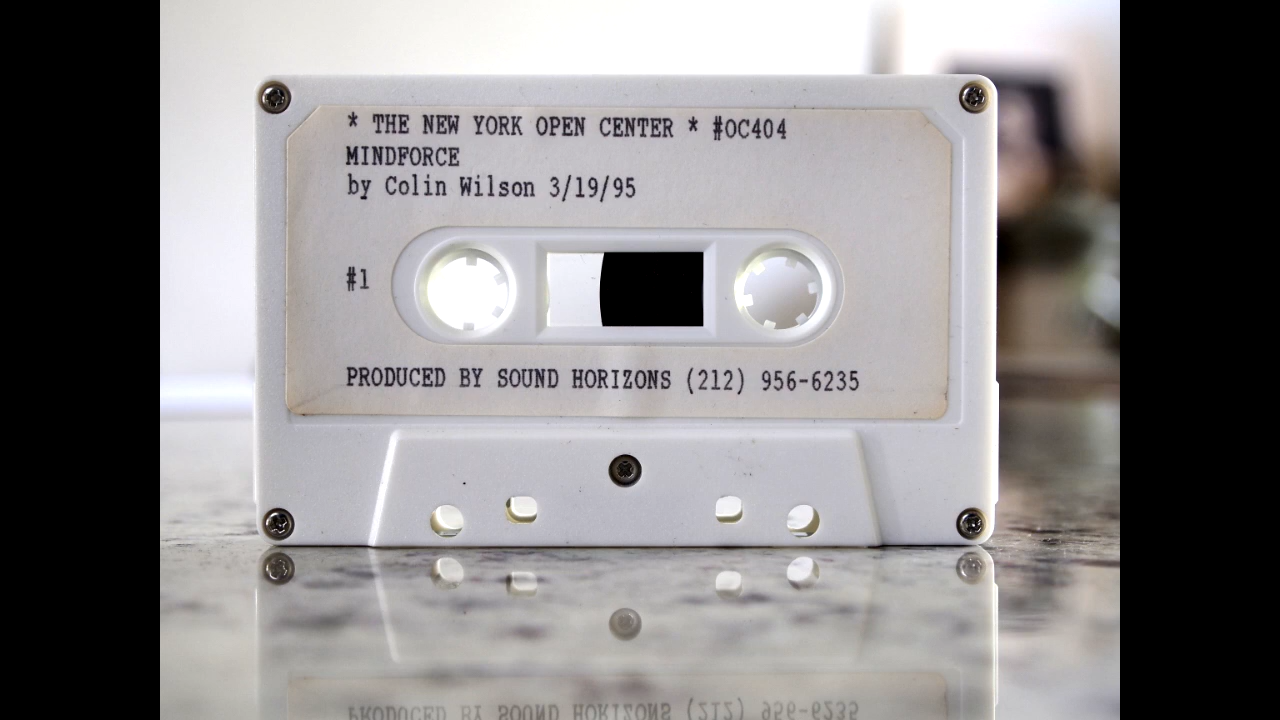 * THE NEW YORK OPEN CENTER * #OC404
MINDFORCE
by Colin Wilson 3/19/95
#1
PRODUCED BY SOUND HORIZONS (212) 956-6235